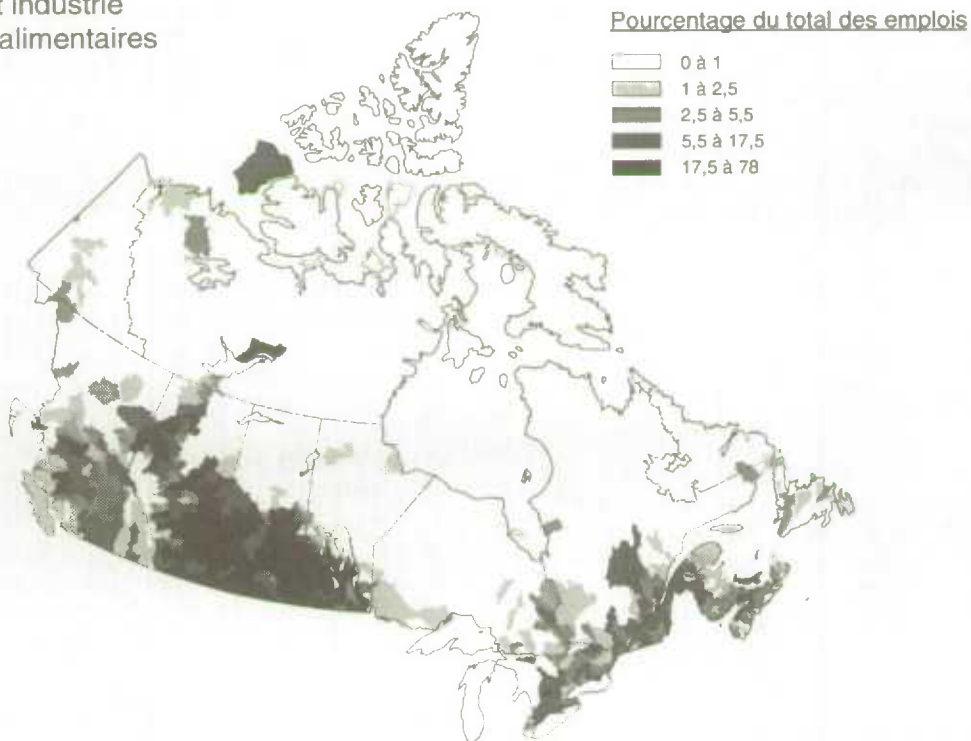 t industrie
alimentaires
Pourcentage du total des emplois
0 à 1
1 à 2,5
2,5 à 5,5
5,5 à 17,5
17,5 à 78